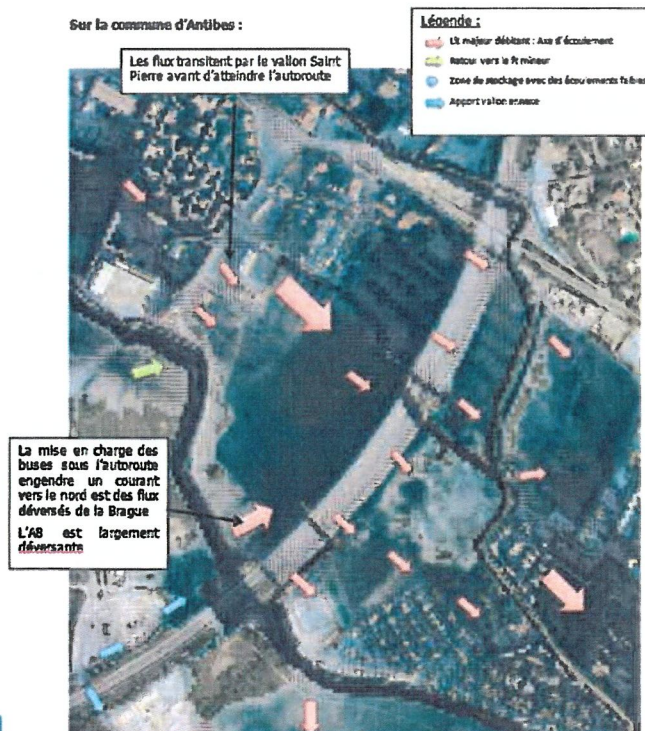 Sur la commune d'Antibes :
Légende :
Lit majeur débitant : Axe d'écoulement
Retour vers le lit mineur
Zone de stockage avec des écoulements faibles
Apport vallon annexe
Les flux transitent par le vallon Saint
Pierre avant d'atteindre l'autoroute
La mise en charge des
buses sous l'autoroute
engendre un courant
vers le nord est des flux
déversés de la Brague
L'A8 est largement
déversante